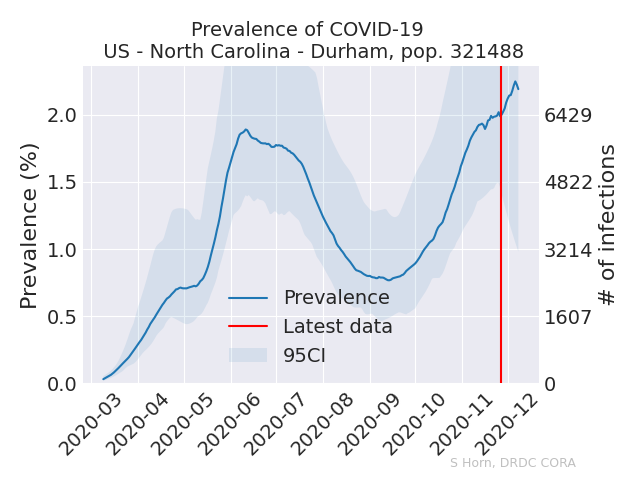 Prevalence of COVID-19
US - North Carolina - Durham, pop. 321488
Prevalence (%)
2.0
1.5
1.0
0.5
0.0
6429
4822
3214
1607
0
# of infections
Prevalence
Latest data
95CI
2020-03
2020-04
2020-05
2020-06
2020-07
2020-08
2020-09
2020-10
2020-11
2020-12
S Horn, DRDC CORA